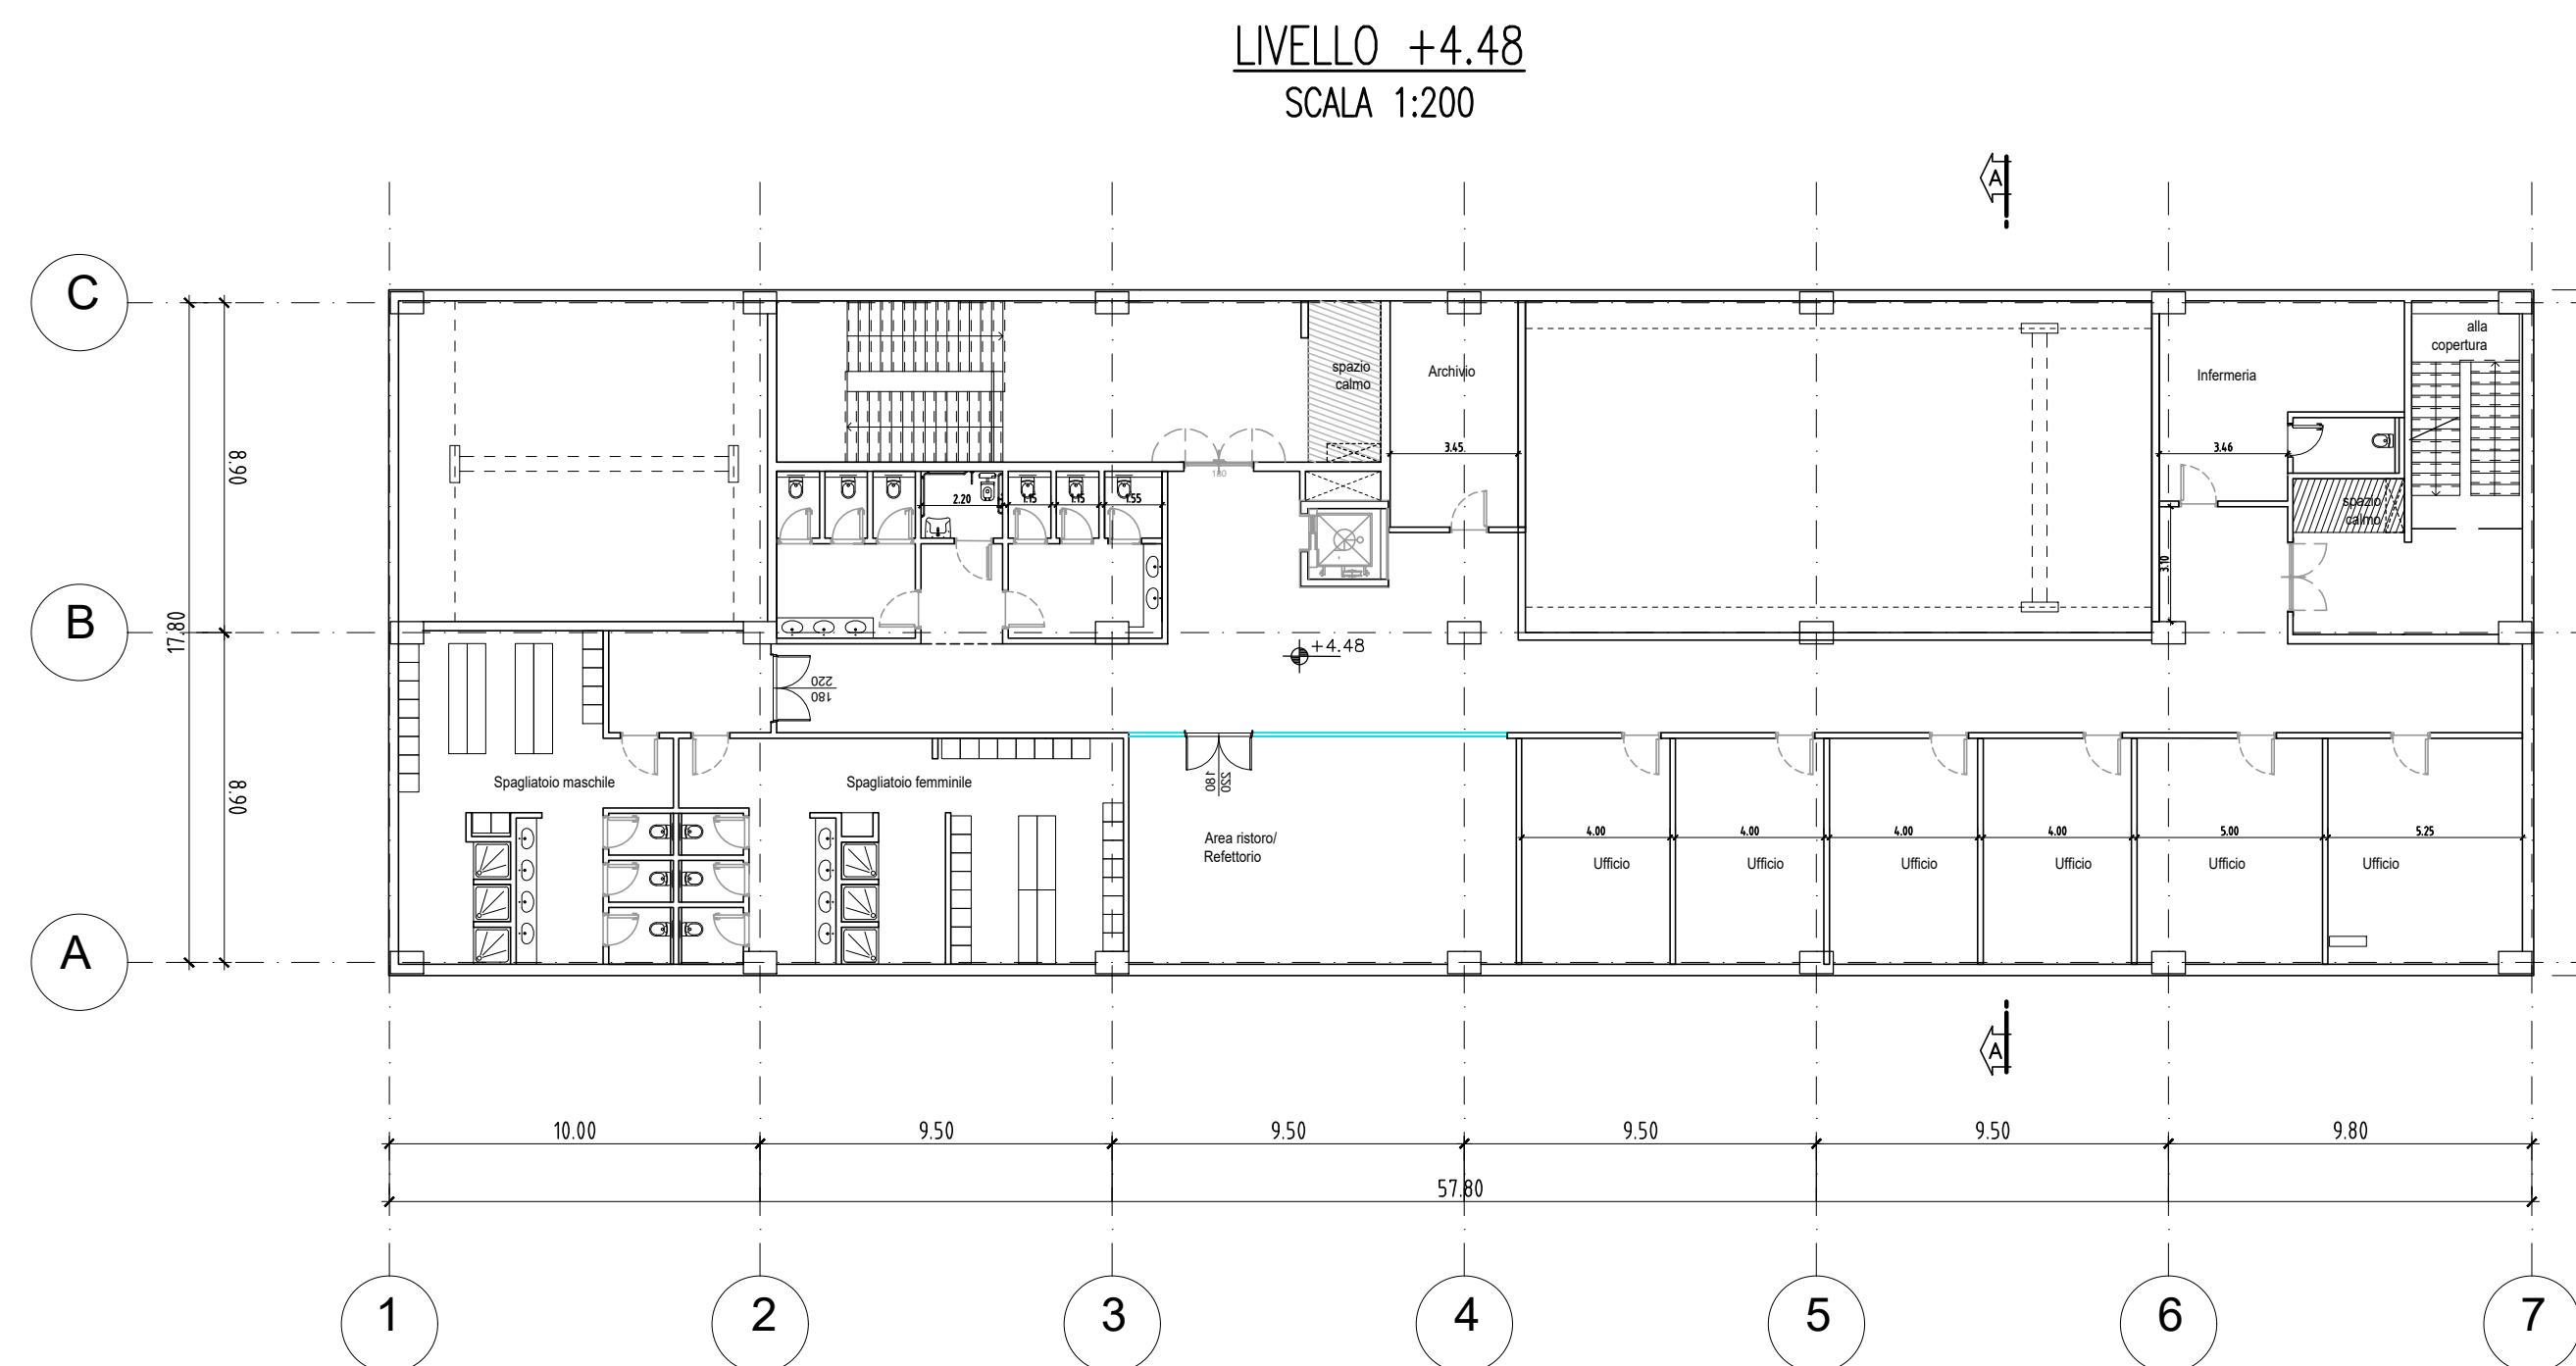 LIVELLO +4.48
SCALA 1:200
A
C
alla
copertura
spazio
calmo
Archivio
Infermeria
8.90
3.45
3.46
180
2.20
1.15
1.15
1.55
spazio
calmo
3.10
B
17.80
+4.48
220
180
Spagliatoio maschile
Spagliatoio femminile
220
180
8.90
Area ristoro/
Refettorio
4.00
4.00
4.00
4.00
5.00
5.25
Ufficio
Ufficio
Ufficio
Ufficio
Ufficio
Ufficio
A
A
10.00
9.50
9.50
9.50
9.50
9.80
57.80
1
2
3
4
5
6
7